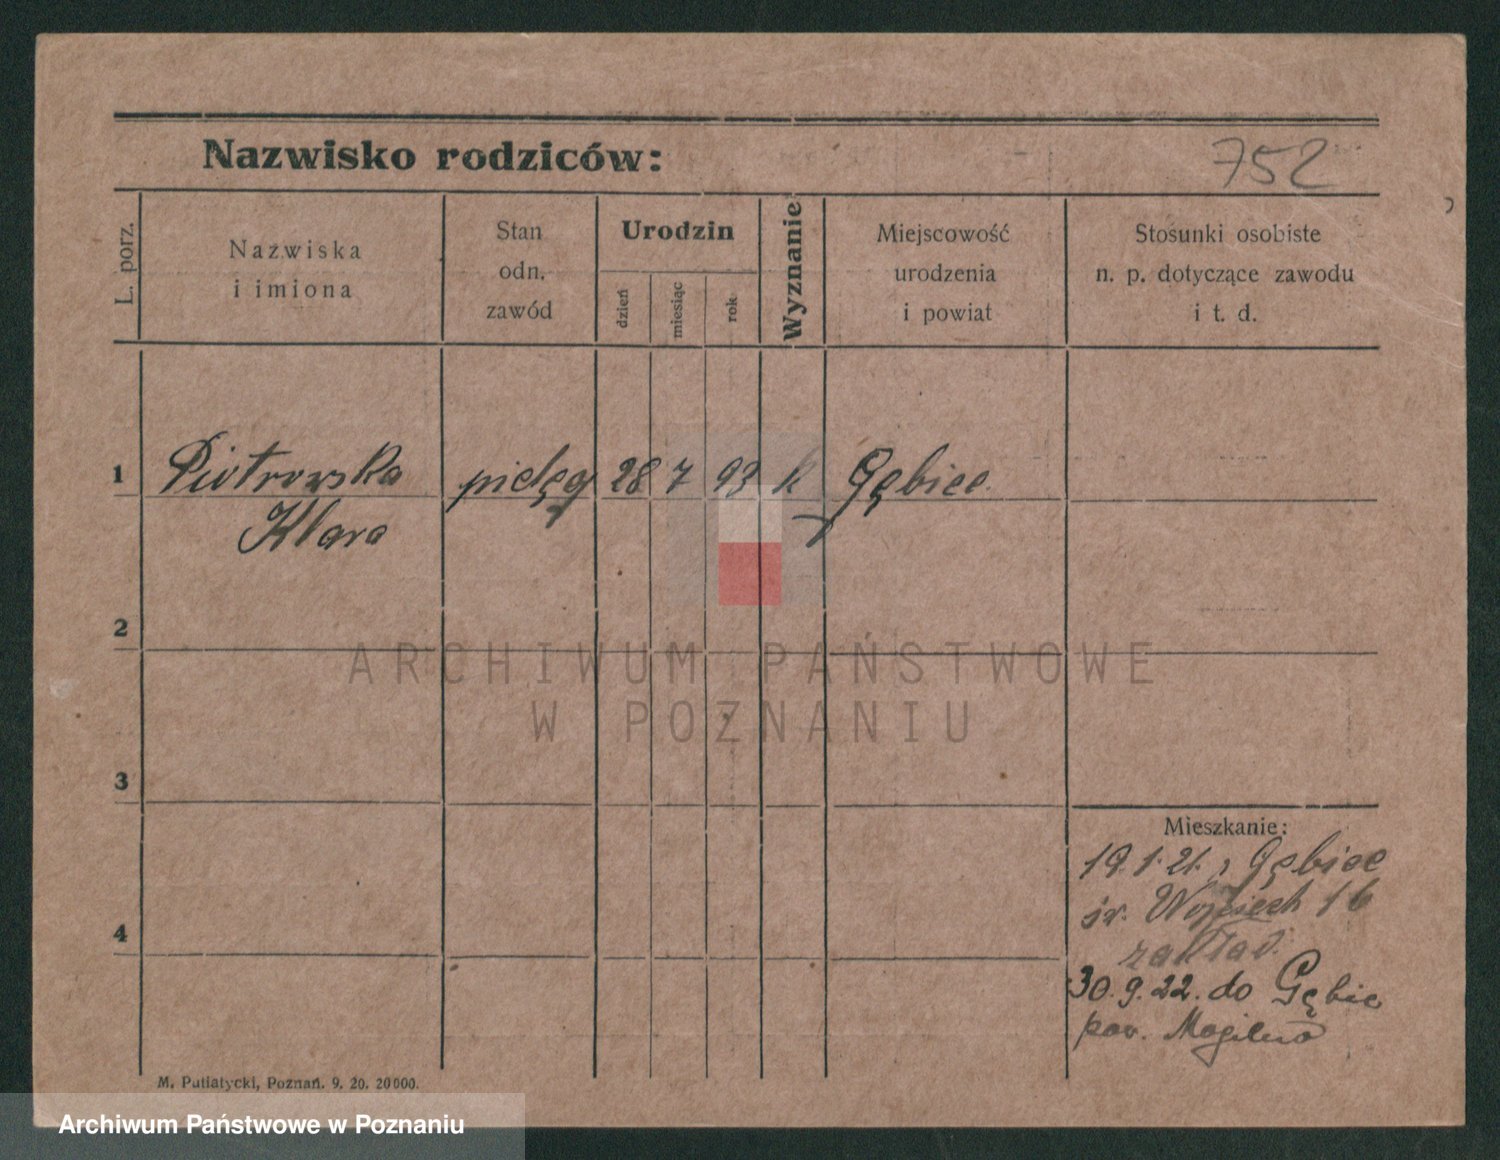 Nazwisko rodziców:
752
L. porz.
Nazwiska
i imiona
Stan
odn.
zawód
Urodzin
dzień
miesiąc
rok
Wyznanie
Miejscowość
urodzenia
i powiat
Stosunki osobiste
n. p. dotyczące zawodu
i t. d.
1 Piotrowska pielęg 28 7 93 k Gębice
Klara
2
ARCHIWUM PAŃSTWOWE
W POZNANIU
3
Mieszkanie:
19.1.21. z Gębice
św. Wojciech 16
4
zakład.
30.9.22. do Gębic
pow. Mogilno
M. Putiatycki, Poznań. 9. 20. 20000.
Archiwum Państwowe w Poznaniu